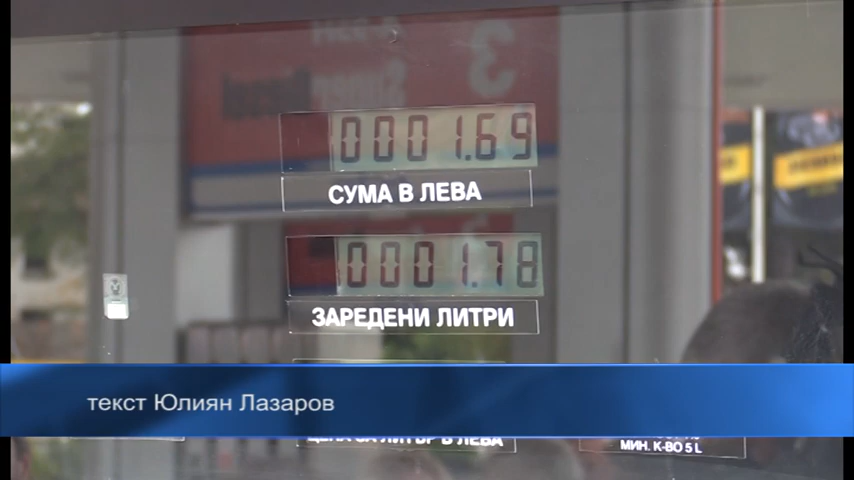 0001.69
СУМА В ЛЕВА
0001.78
ЗАРЕДЕНИ ЛИТРИ
текст Юлиян Лазаров
ЦЕНА ЗА ЛИТЪР В ЛЕВА
МИН. К-ВО 5 L